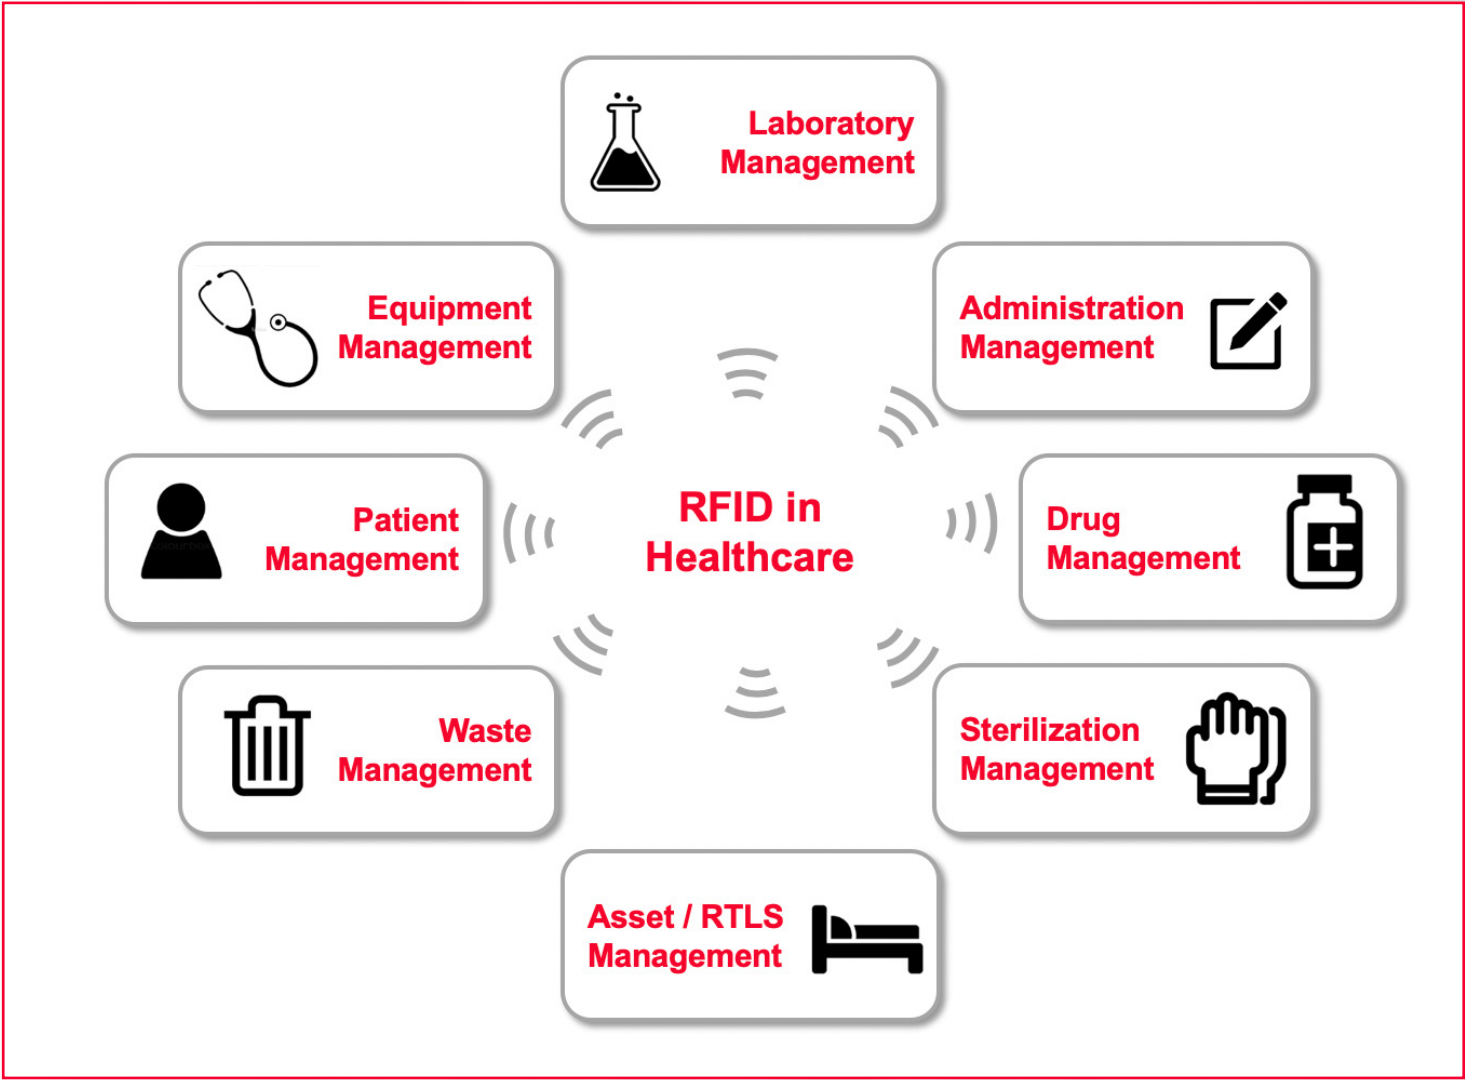 Laboratory
Management
Equipment
Management
Administration
Management
Patient
Management
RFID in
Healthcare
Drug
Management
Waste
Management
Sterilization
Management
Asset / RTLS
Management